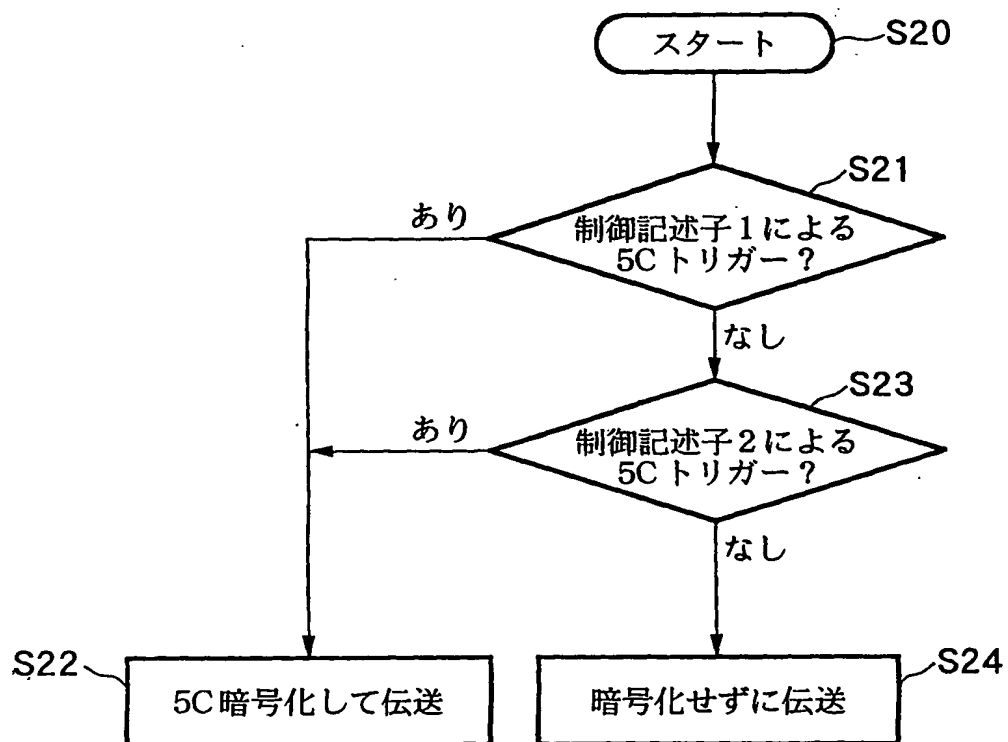 スタート
S20
S21
あり
制御記述子1による
5Cトリガー?
なし
S23
あり
制御記述子2による
5Cトリガー?
なし
S22
5C暗号化して伝送
暗号化せずに伝送
S24